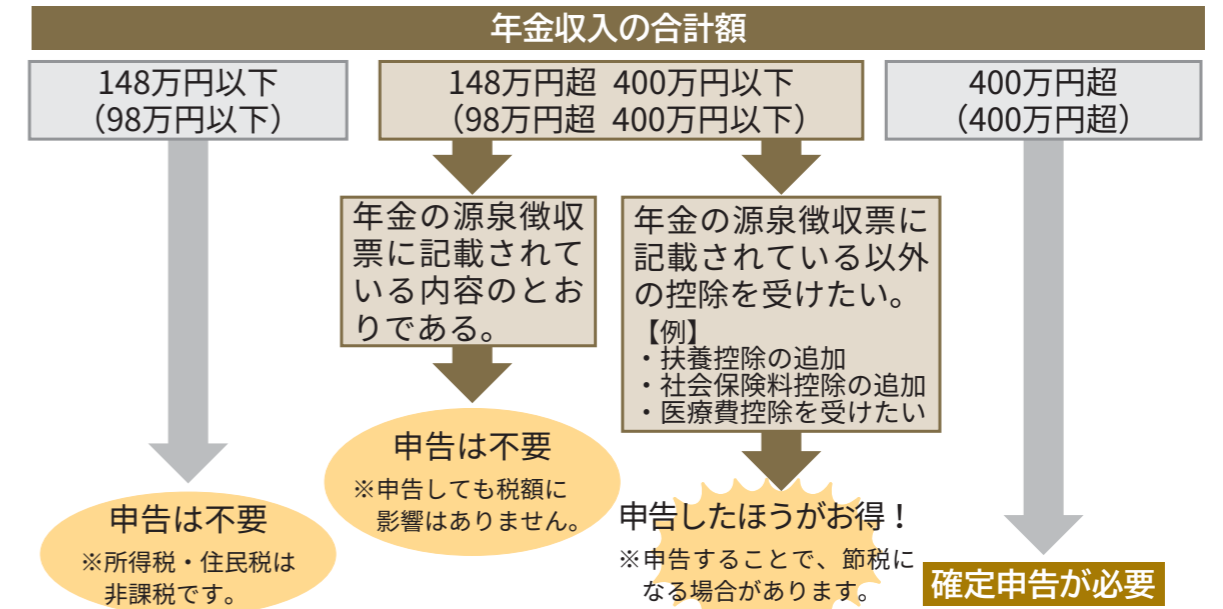 年金収入の合計額
148万円以下
（98万円以下）
148万円超 400万円以下
（98万円超 400万円以下）
400万円超
（400万円超）
年金の源泉徴収
票に記載されて
いる内容のとお
りである。
年金の源泉徴収票に
記載されている以外
の控除を受けたい。
【例】
・扶養控除の追加
・社会保険料控除の追加
・医療費控除を受けたい
申告は不要
※所得税・住民税は
非課税です。
申告は不要
※申告しても税額に
影響はありません。
申告したほうがお得！
※申告することで、節税に
なる場合があります。
確定申告が必要